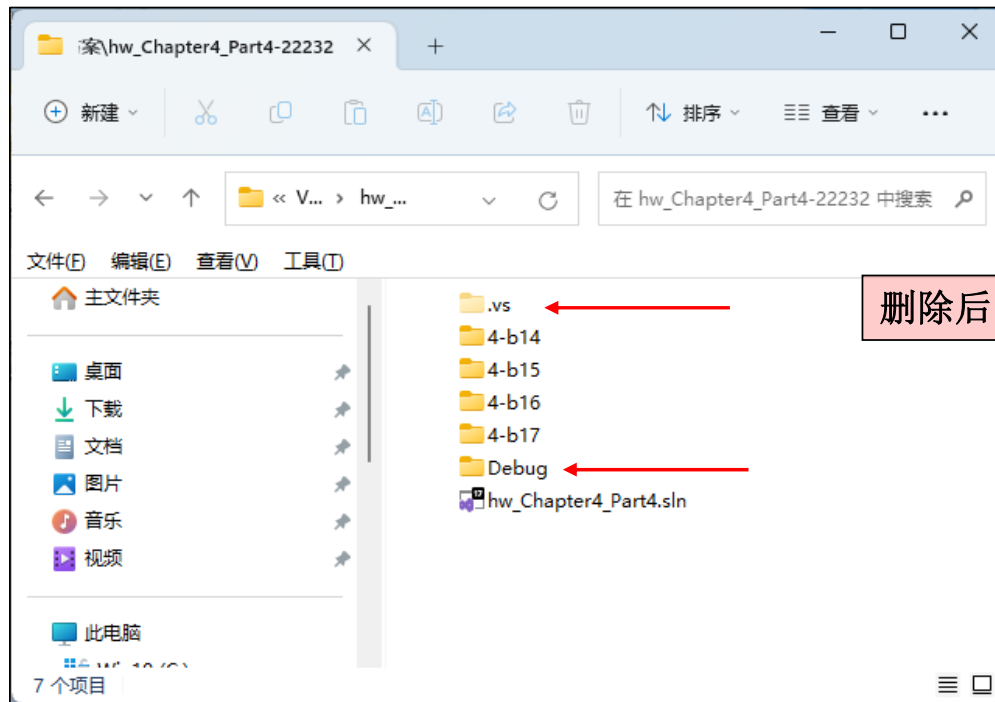 案\hw_Chapter4_Part4-22232
新建
排序
查看
« V... › hw_...
在 hw_Chapter4_Part4-22232 中搜索
文件(F) 编辑(E) 查看(V) 工具(T)
主文件夹
桌面
下载
文档
图片
音乐
视频
此电脑
.vs
4-b14
4-b15
4-b16
4-b17
Debug
hw_Chapter4_Part4.sln
删除后
7 个项目